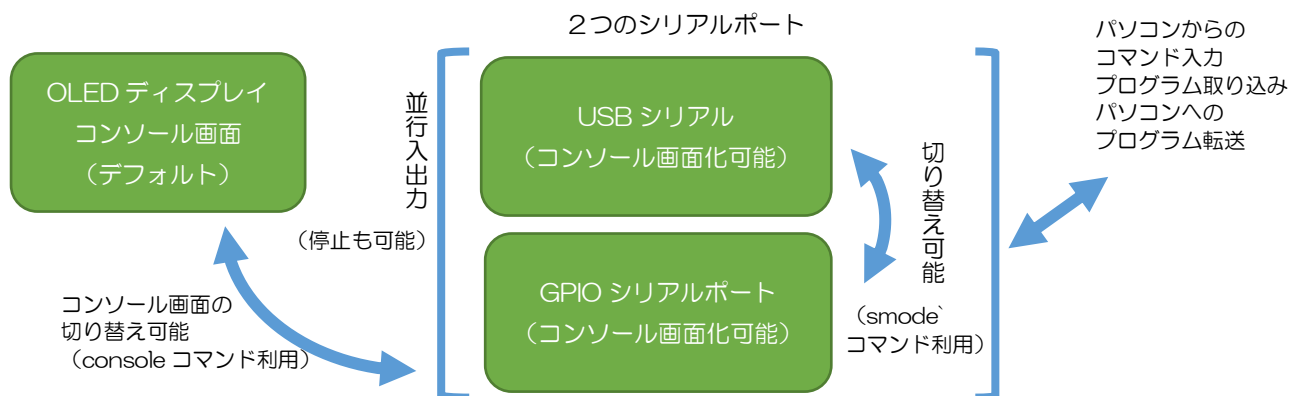 ２つのシリアルポート
OLED ディスプレイ
コンソール画面
（デフォルト）
並行入出力
（停止も可能）
コンソール画面の
切り替え可能
（console コマンド利用）
USB シリアル
（コンソール画面化可能）
GPIO シリアルポート
（コンソール画面化可能）
切り替え可能
（smode`
コマンド利用）
パソコンからの
コマンド入力
プログラム取り込み
パソコンへの
プログラム転送